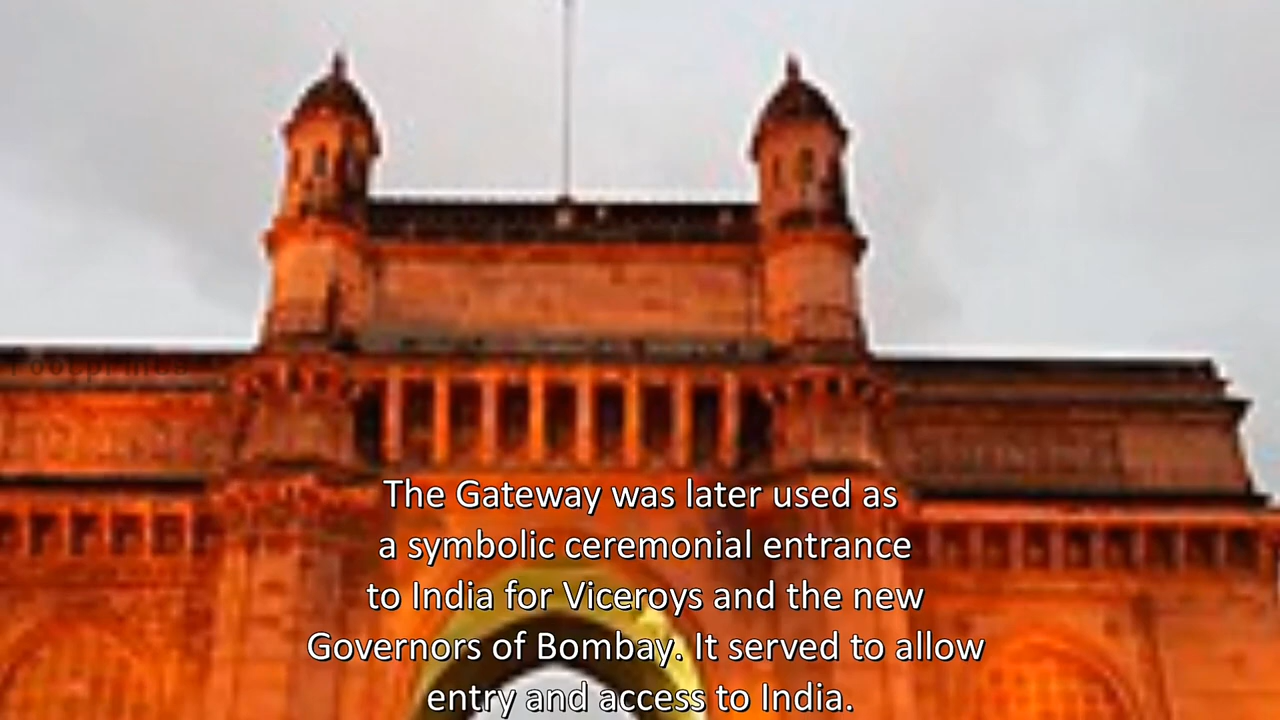 Footprints
The Gateway was later used as
a symbolic ceremonial entrance
to India for Viceroys and the new
Governors of Bombay. It served to allow
entry and access to India.